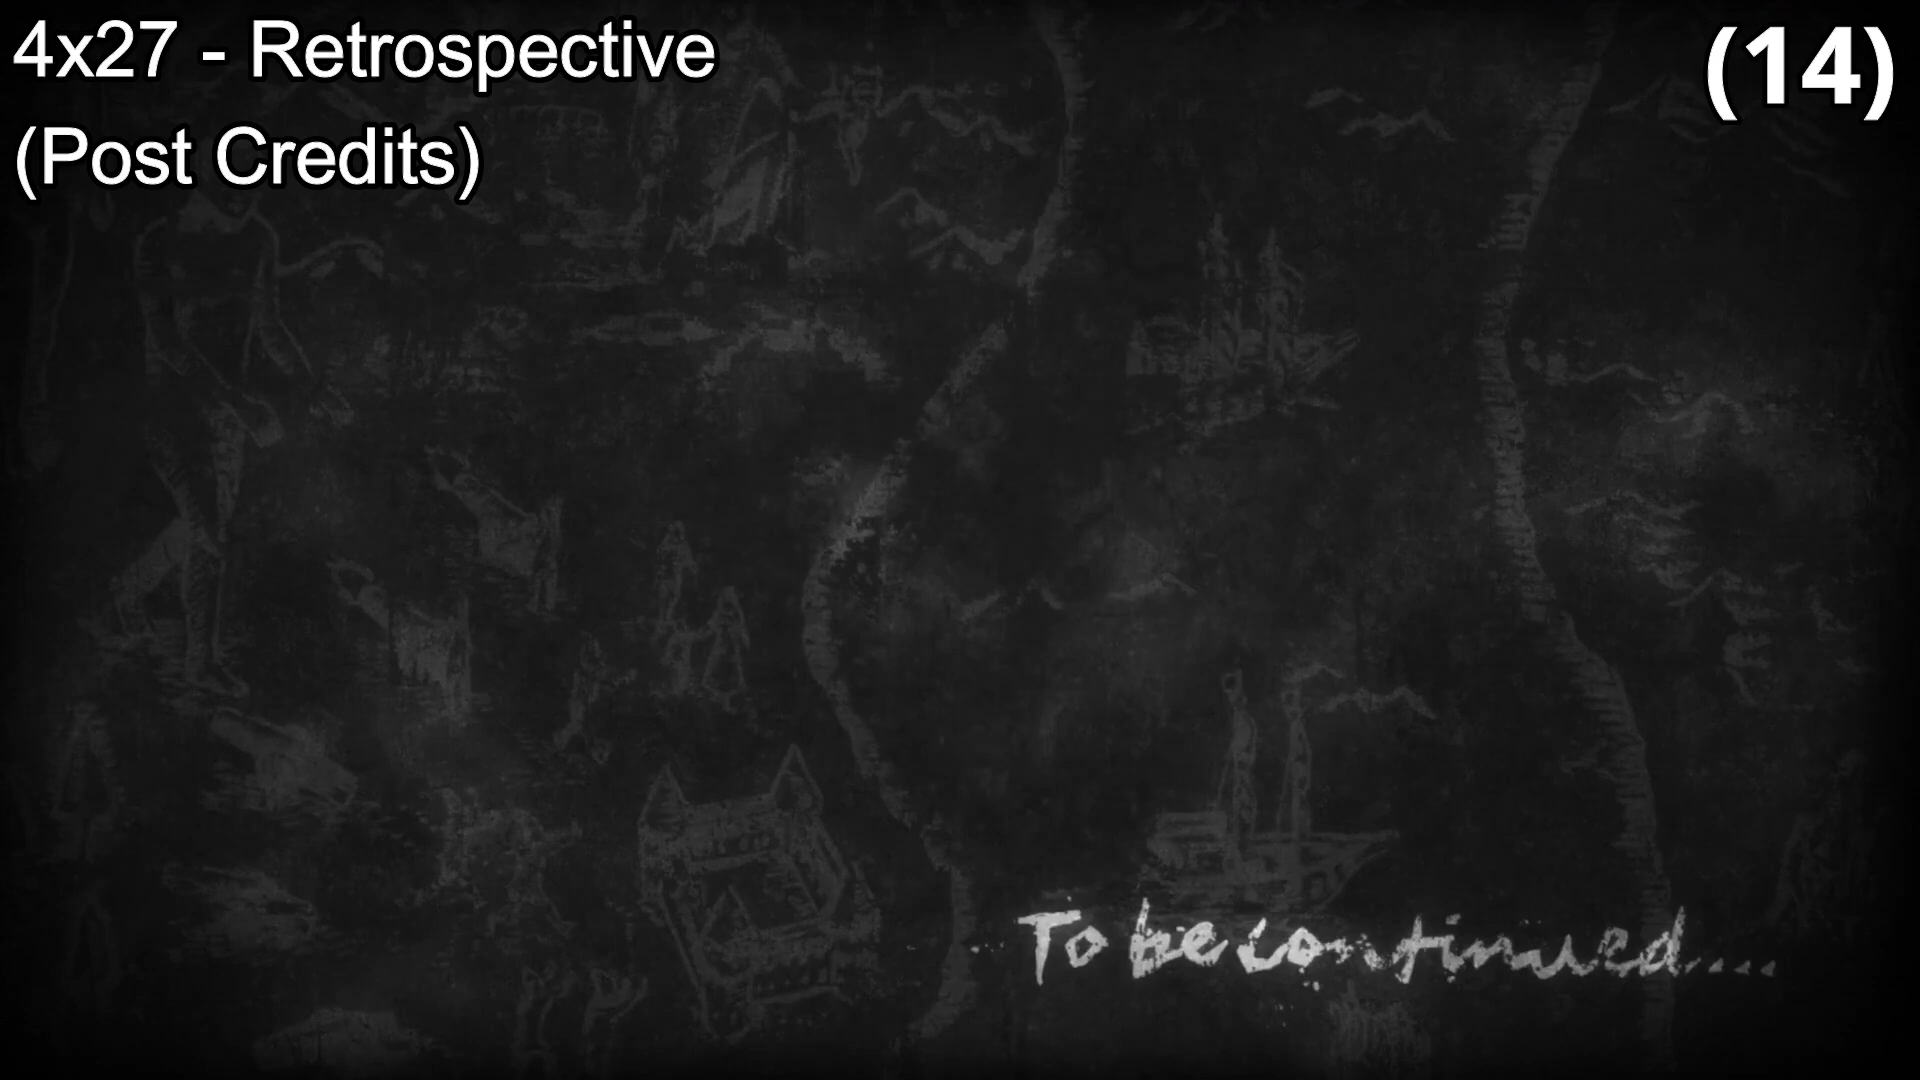 4x27 - Retrospective
(Post Credits)
(14)
To be continued...